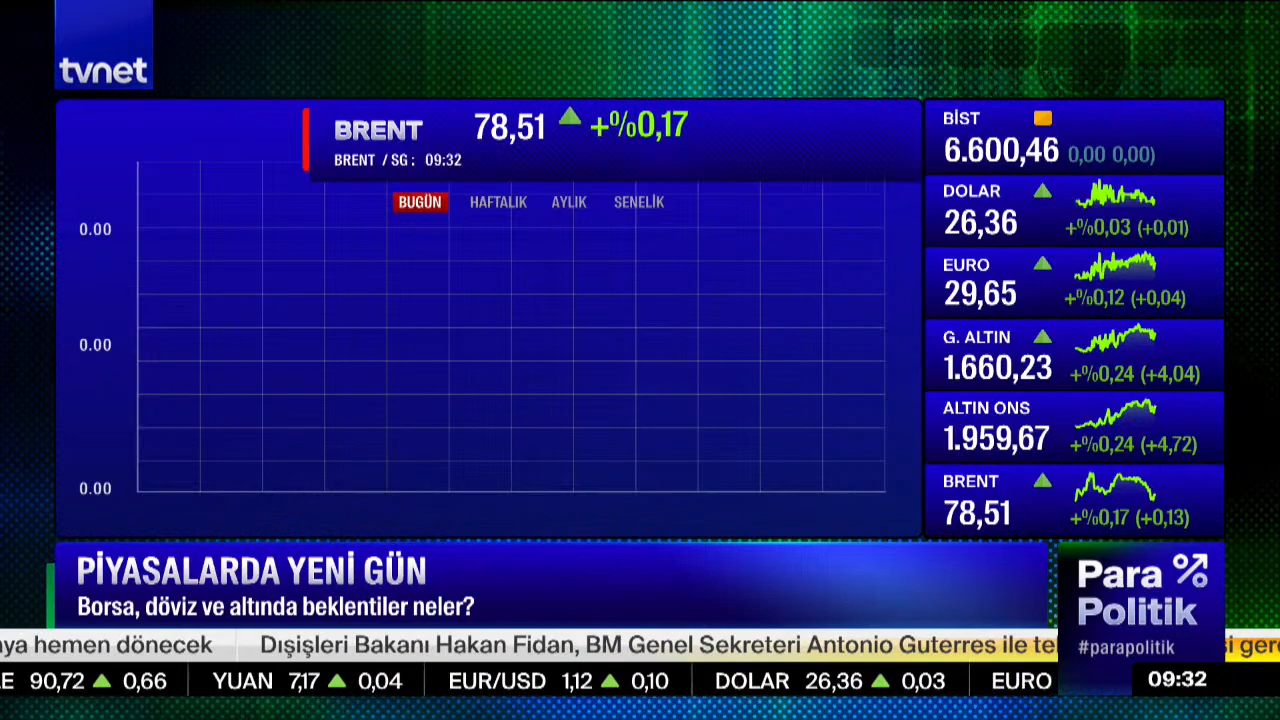 tvnet
BRENT 78,51 +%0,17
BRENT / SG : 09:32
BUGÜN HAFTALIK AYLIK SENELİK
0.00
0.00
0.00
BİST
6.600,46 0,00 0,00)
DOLAR
26,36 +%0,03 (+0,01)
EURO
29,65 +%0,12 (+0,04)
G. ALTIN
1.660,23 +%0,24 (+4,04)
ALTIN ONS
1.959,67 +%0,24 (+4,72)
BRENT
78,51 +%0,17 (+0,13)
PİYASALARDA YENİ GÜN
Borsa, döviz ve altında beklentiler neler?
Para %
Politik
#parapolitik
hemen dönecek Dışişleri Bakanı Hakan Fidan, BM Genel Sekreteri Antonio Guterres ile
90,72 0,66 YUAN 7,17 0,04 EUR/USD 1,12 0,10 DOLAR 26,36 0,03 EURO
09:32